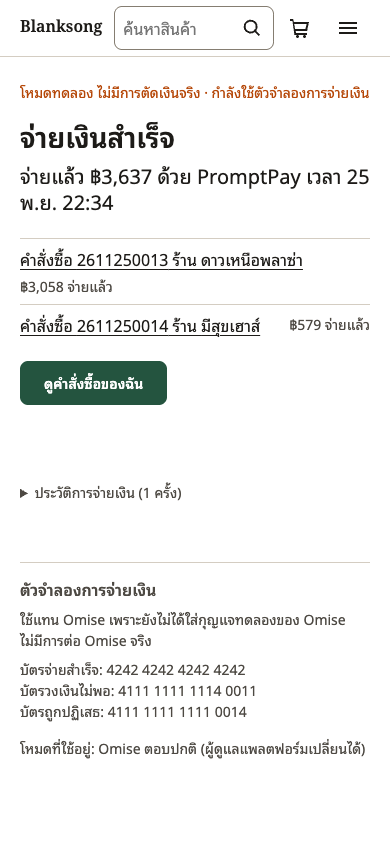 Blanksong
ค้นหาสินค้า
โหมดทดลอง ไม่มีการตัดเงินจริง · กำลังใช้ตัวจำลองการจ่ายเงิน
จ่ายเงินสำเร็จ
จ่ายแล้ว ฿3,637 ด้วย PromptPay เวลา 25
พ.ย. 22:34
คำสั่งซื้อ 2611250013 ร้าน ดาวเหนือพลาซ่า
฿3,058 จ่ายแล้ว
คำสั่งซื้อ 2611250014 ร้าน มีสุขเฮาส์ ฿579 จ่ายแล้ว
ดูคำสั่งซื้อของฉัน
ประวัติการจ่ายเงิน (1 ครั้ง)
ตัวจำลองการจ่ายเงิน
ใช้แทน Omise เพราะยังไม่ได้ใส่กุญแจทดลองของ Omise
ไม่มีการต่อ Omise จริง
บัตรจ่ายสำเร็จ: 4242 4242 4242 4242
บัตรวงเงินไม่พอ: 4111 1111 1114 0011
บัตรถูกปฏิเสธ: 4111 1111 1111 0014
โหมดที่ใช้อยู่: Omise ตอบปกติ (ผู้ดูแลแพลตฟอร์มเปลี่ยนได้)